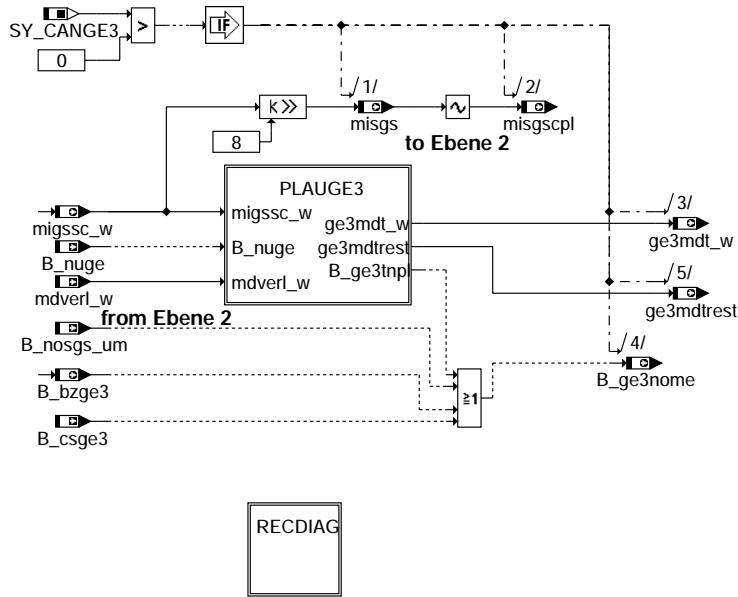 SY_CANGE3
>
IF
0
1/
2/
k >>
misgs
misgscpl
8
to Ebene 2
PLAUGE3
migssc_w
migssc_w
ge3mdt_w
3/
ge3mdt_w
B_nuge
B_nuge
ge3mdtrest
B_ge3tnpl
5/
mdverl_w
mdverl_w
ge3mdtrest
from Ebene 2
B_nosgs_um
4/
B_ge3nome
B_bzge3
≥1
B_csge3
RECDIAG